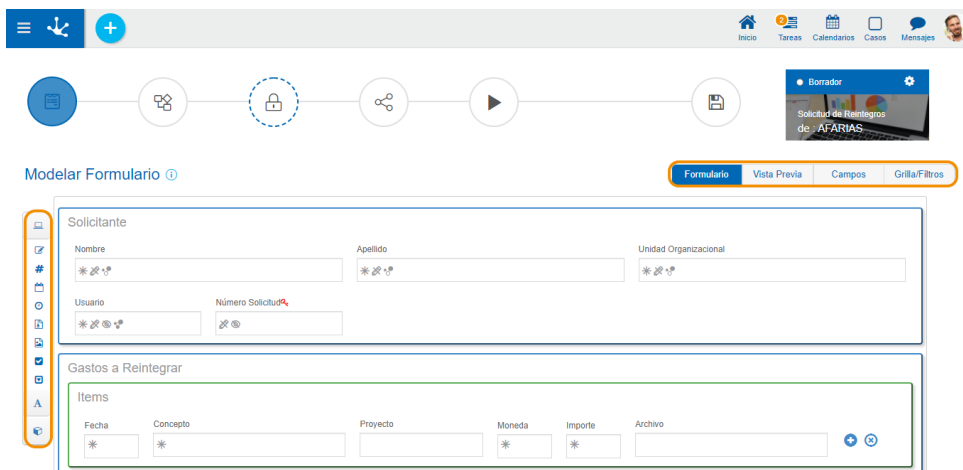 2
Inicio Tareas Calendarios Casos Mensajes
Borrador
Solicitud de Reintegros
de : AFARIAS
Modelar Formulario
Formulario Vista Previa Campos Grilla/Filtros
Solicitante
Nombre Apellido Unidad Organizacional
Usuario Número Solicitud
Gastos a Reintegrar
Items
Fecha Concepto Proyecto Moneda Importe Archivo